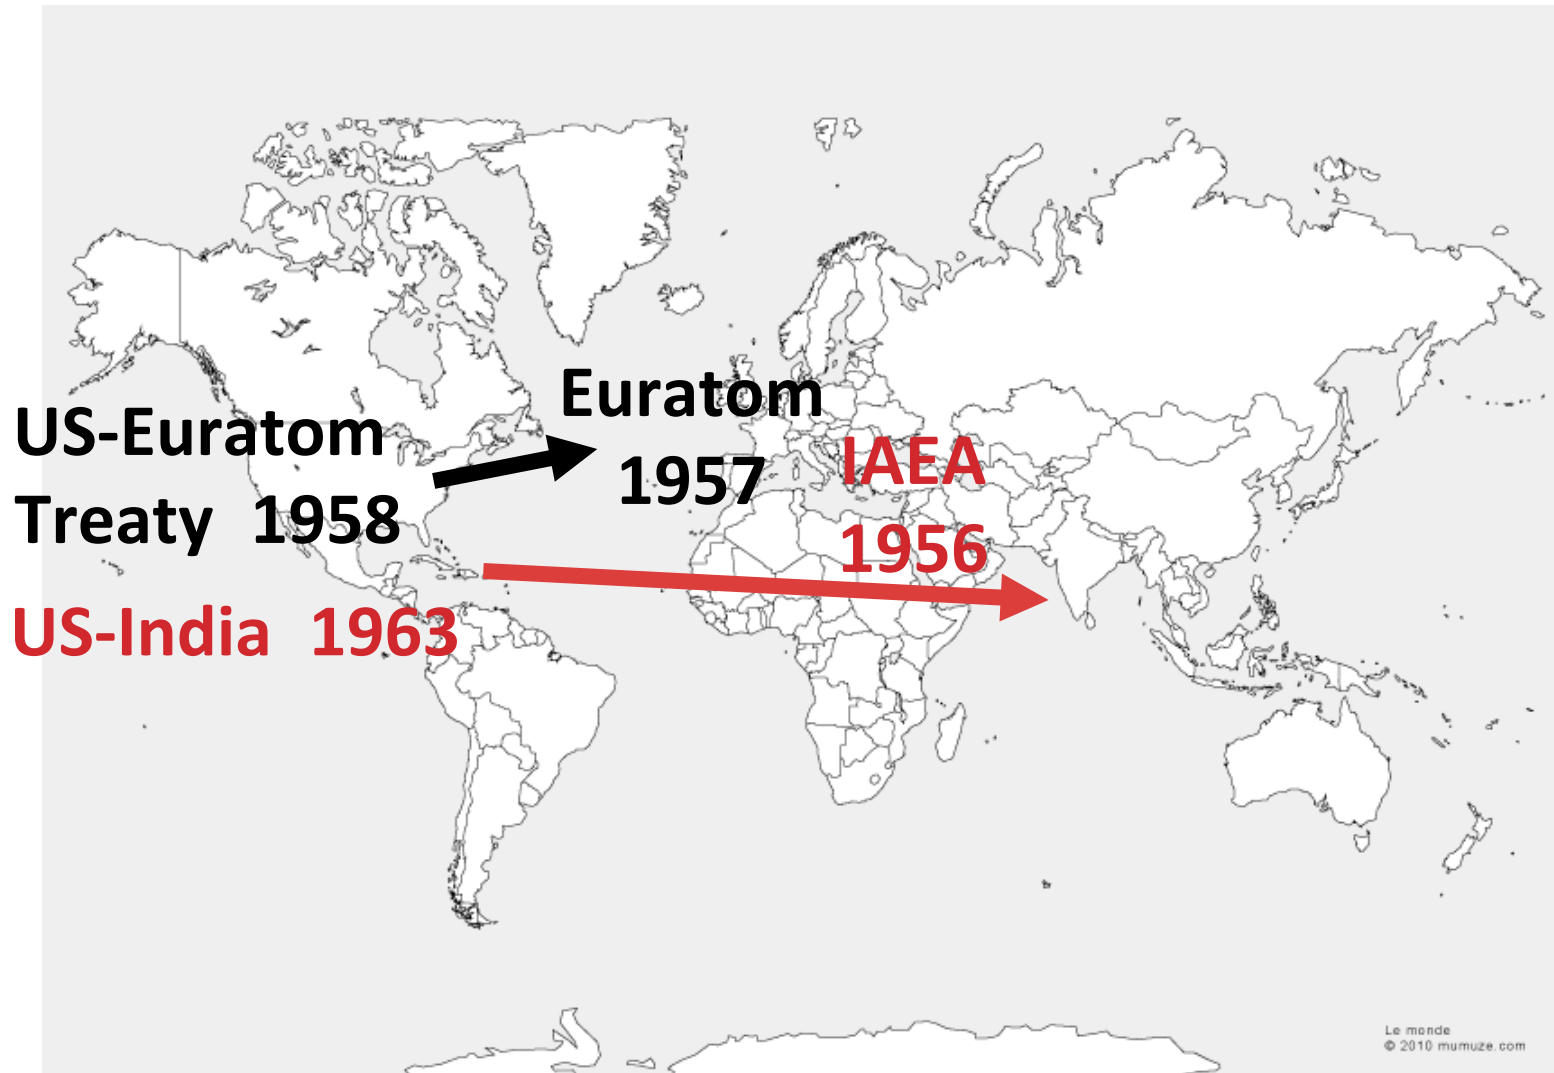 US-Euratom
Treaty 1958
Euratom
1957
IAEA
1956
US-India 1963
Le monde
© 2010 mumuze.com